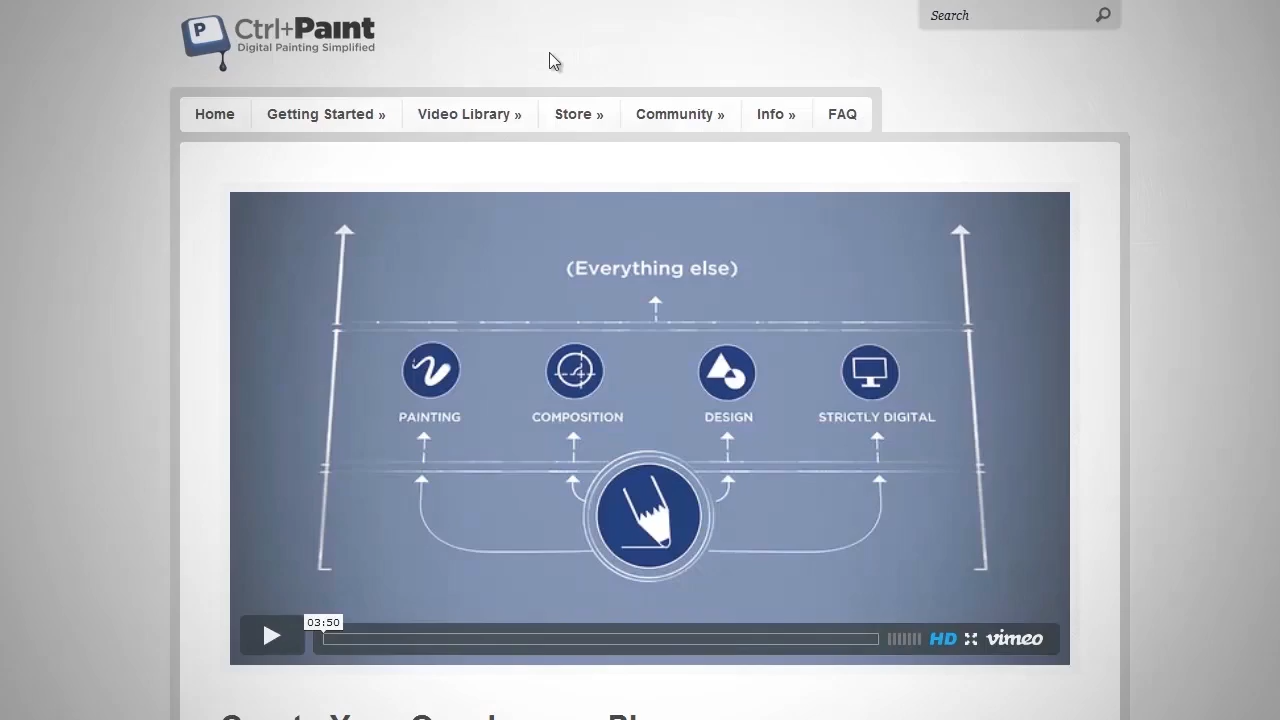 P
Ctrl+Paint
Digital Painting Simplified
Search
Home
Getting Started »
Video Library »
Store »
Community »
Info »
FAQ
(Everything else)
PAINTING
COMPOSITION
DESIGN
STRICTLY DIGITAL
03:50
HD
vimeo